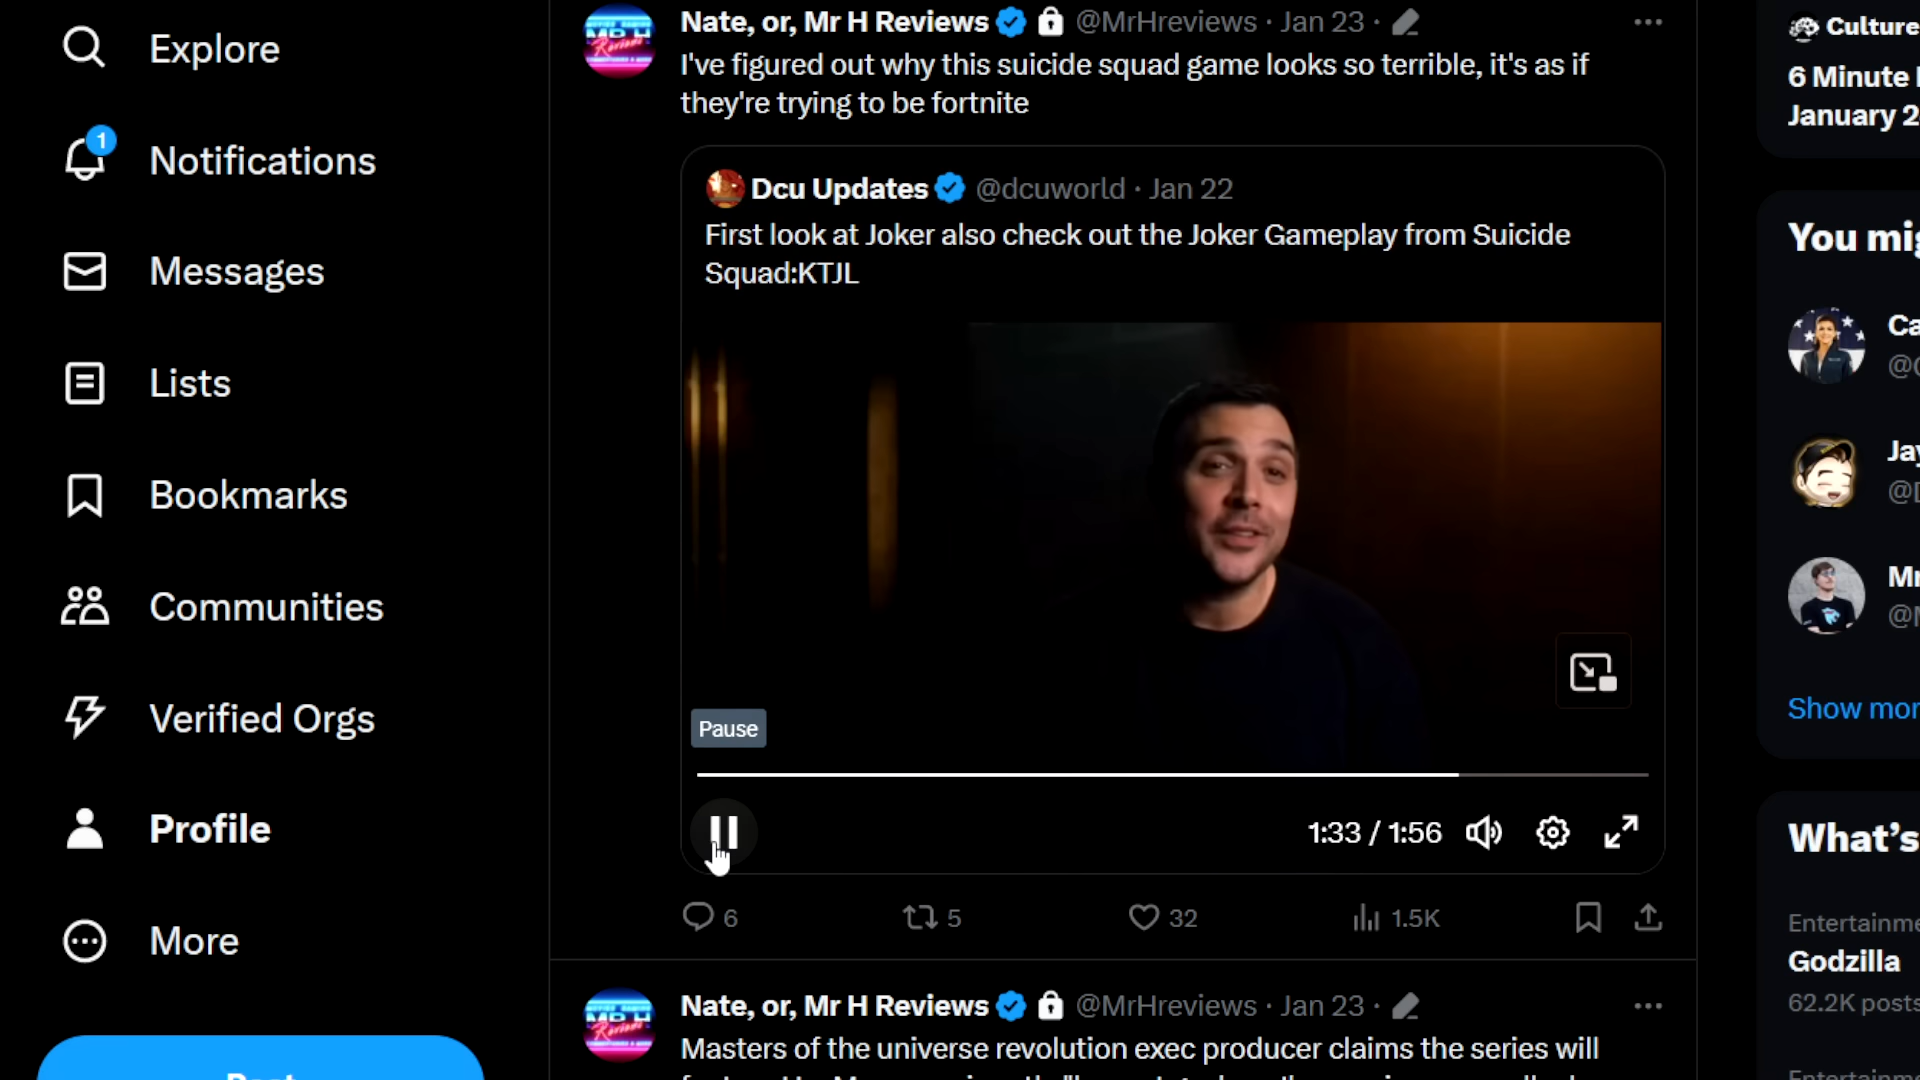 Explore
Notifications
1
Messages
Lists
Bookmarks
Communities
Verified Orgs
Profile
More
Nate, or, Mr H Reviews @MrHreviews · Jan 23 ·
I've figured out why this suicide squad game looks so terrible, it's as if
they're trying to be fortnite
Dcu Updates @dcuworld · Jan 22
First look at Joker also check out the Joker Gameplay from Suicide
Squad:KTJL
Pause
1:33 / 1:56
6 5 32 1.5K
Nate, or, Mr H Reviews @MrHreviews · Jan 23 ·
Masters of the universe revolution exec producer claims the series will
Culture
6 Minute
January 2
You mig
Ca
Jay
Mr
Show mor
What's
Entertainme
Godzilla
62.2K posts